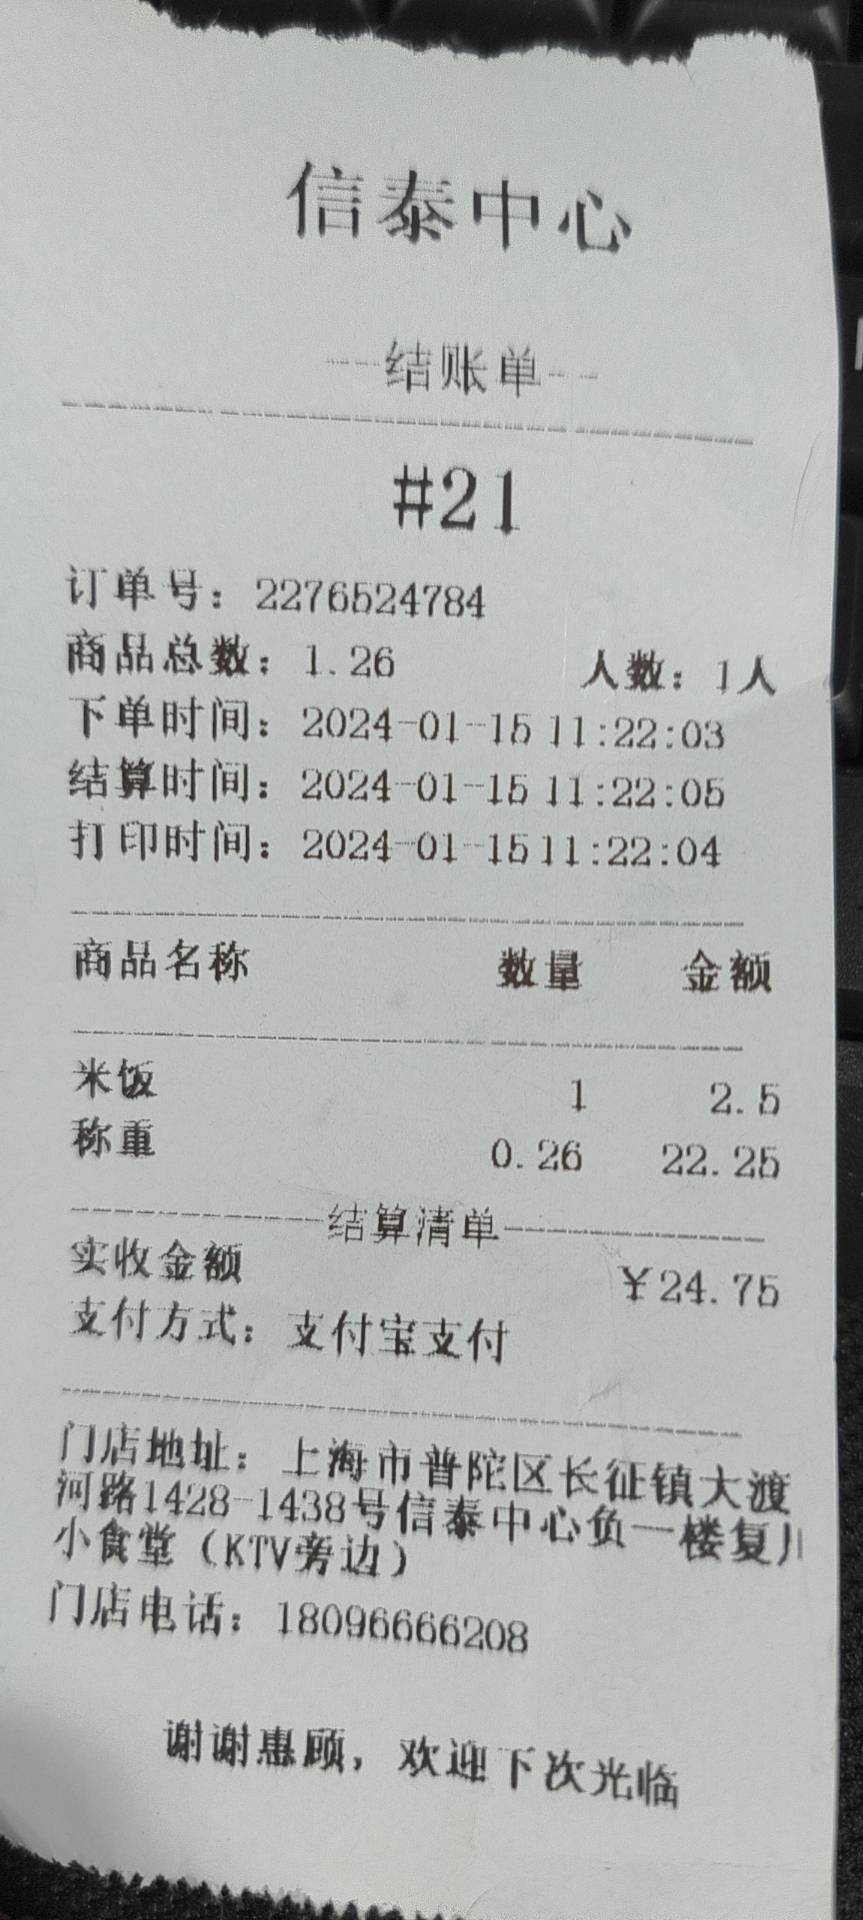 信泰中心
---结账单---
#21
订单号：2276524784
商品总数：1.26 人数：1人
下单时间：2024-01-15 11:22:03
结算时间：2024-01-15 11:22:05
打印时间：2024-01-15 11:22:04
商品名称 数量 金额
米饭 1 2.5
称重 0.26 22.25
结算清单
实收金额 ￥24.75
支付方式：支付宝支付
门店地址：上海市普陀区长征镇大渡
河路1428-1438号信泰中心负一楼复
小食堂（KTV旁边）
门店电话：18096666208
谢谢惠顾，欢迎下次光临